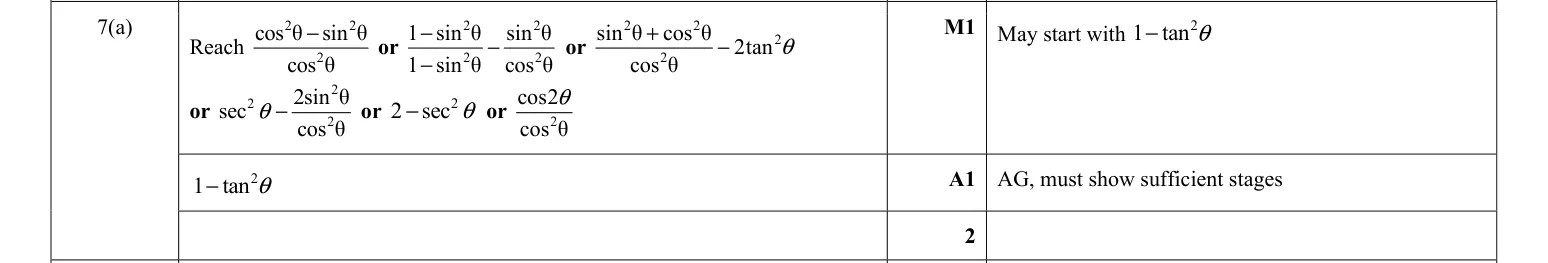 7(a) Reach (cos²θ − sin²θ)/cos²θ or (1 − sin²θ)/(1 − sin²θ) − sin²θ/cos²θ or (sin²θ + cos²θ)/cos²θ − 2tan²θ M1 May start with 1 − tan²θ
or sec²θ − 2sin²θ/cos²θ or 2 − sec²θ or cos2θ/cos²θ
1 − tan²θ A1 AG, must show sufficient stages
2